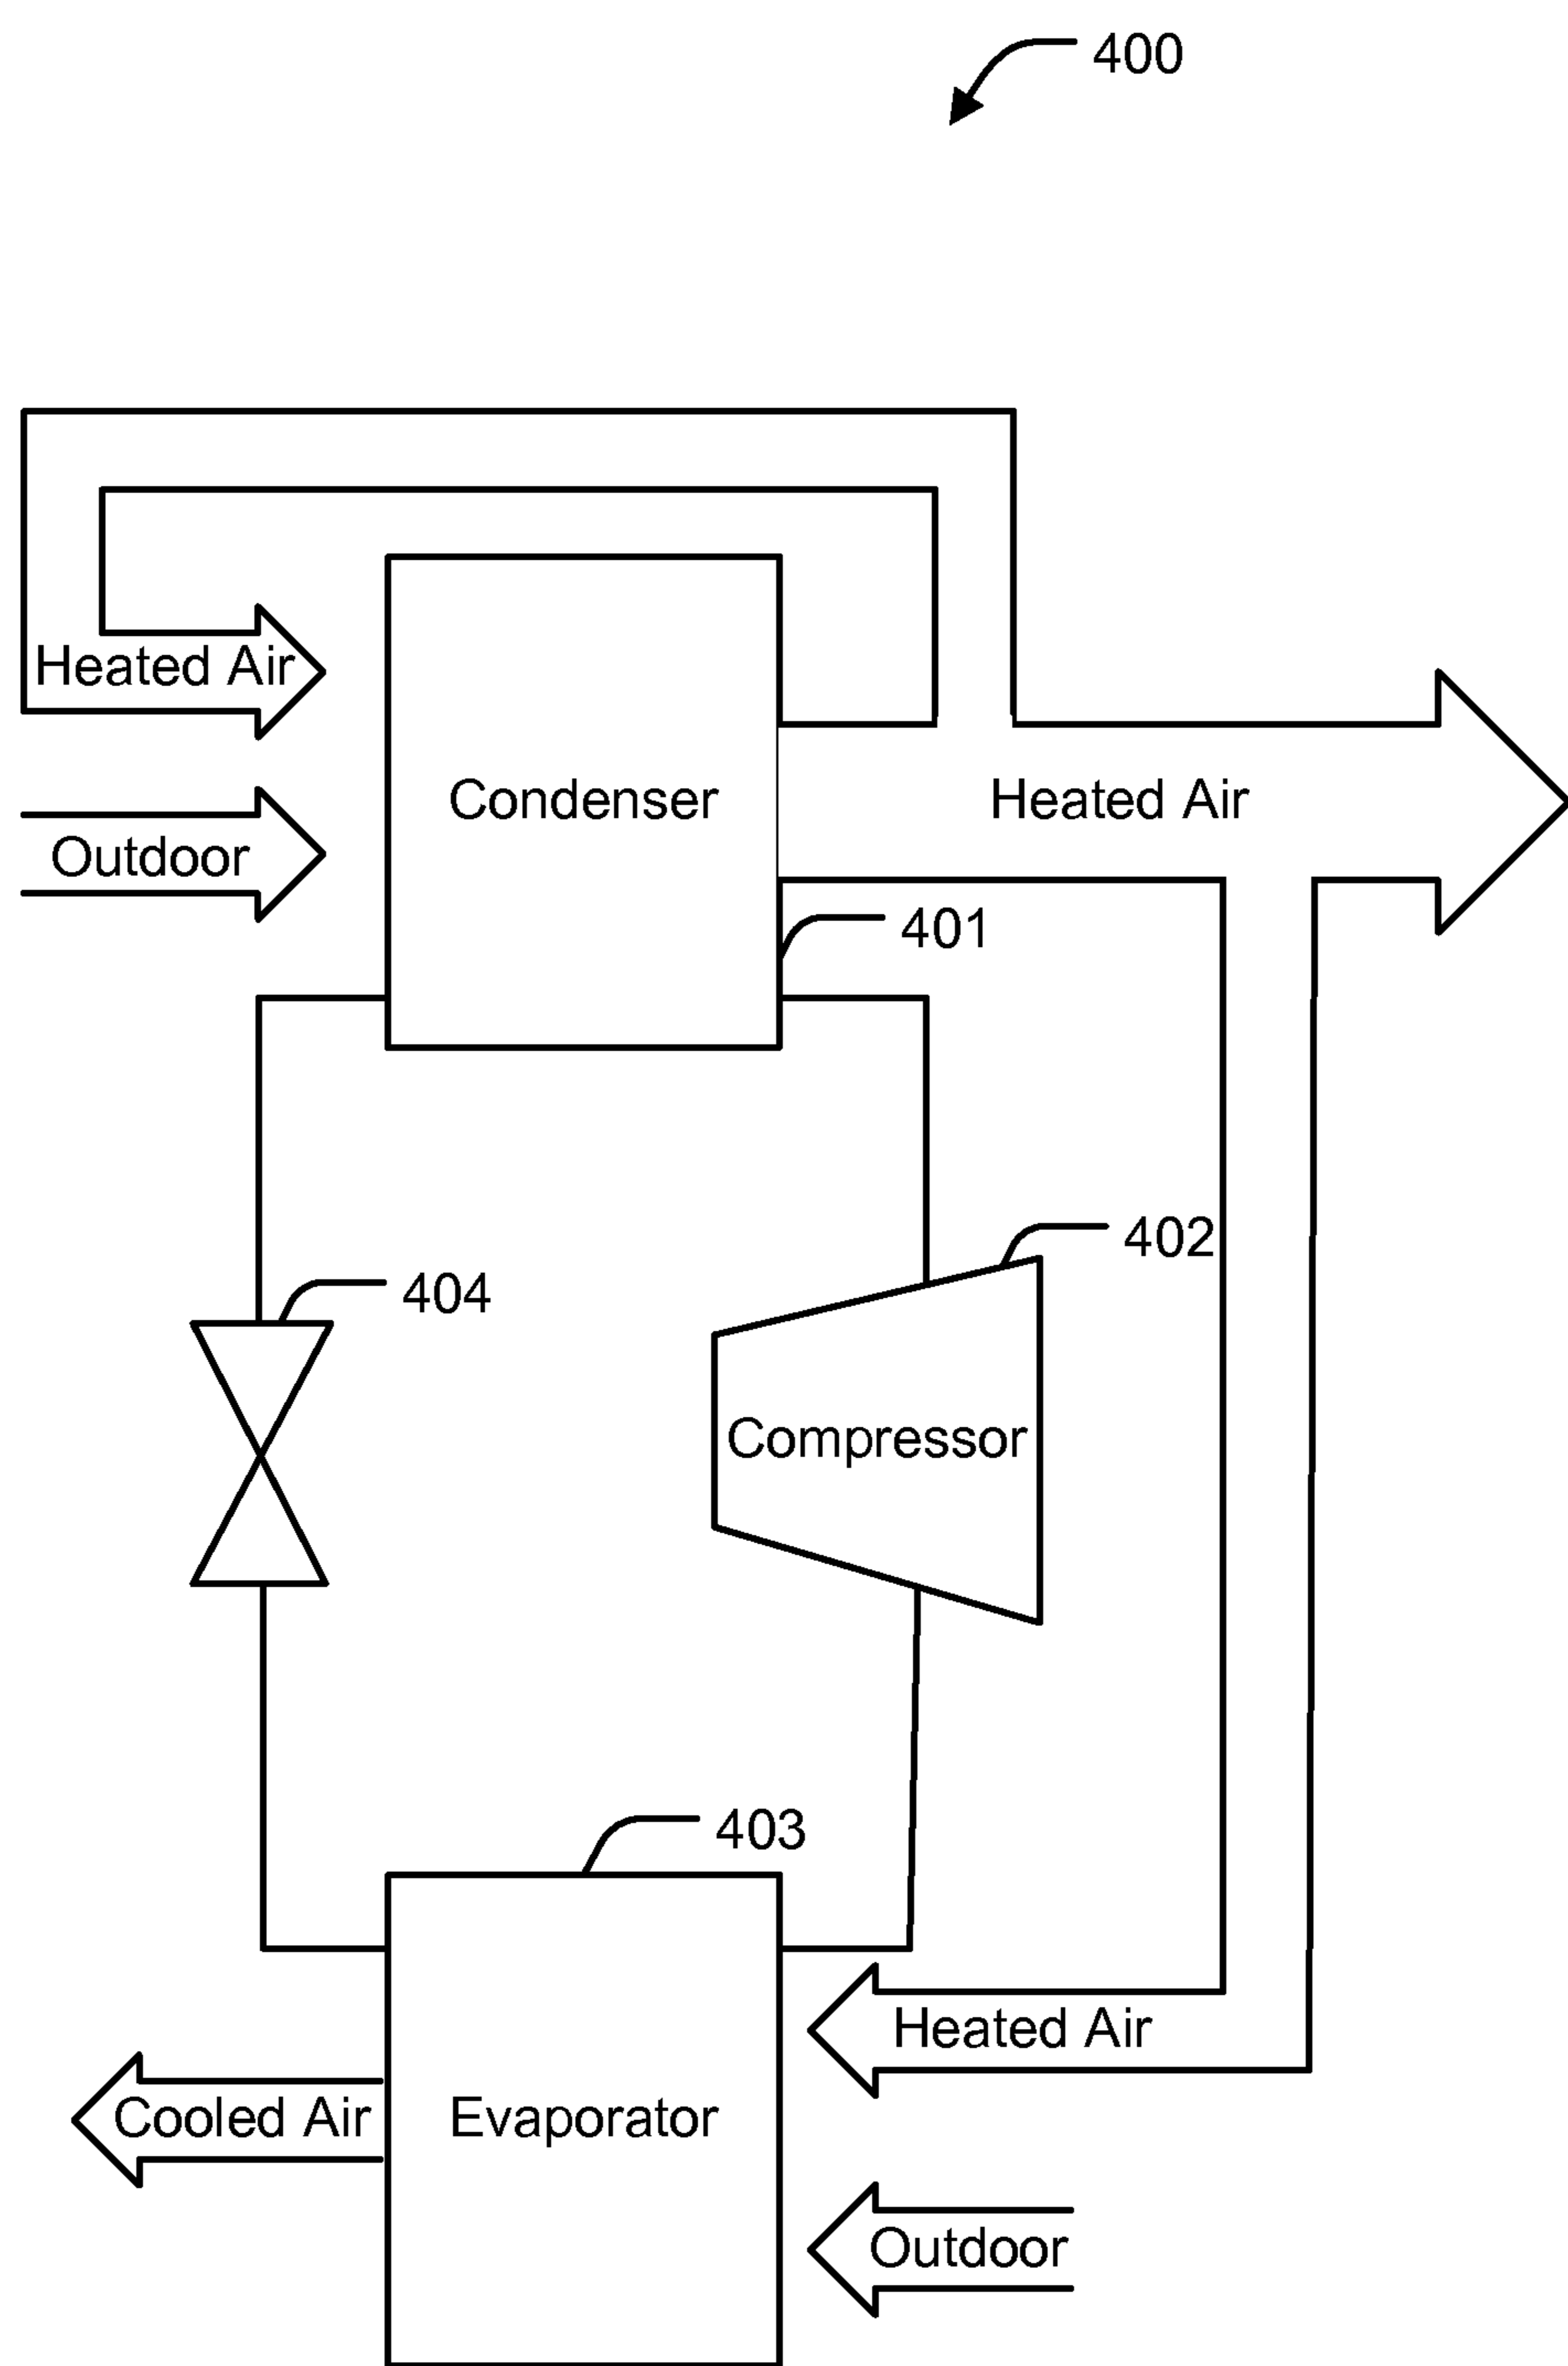 400
Heated Air
Condenser
Heated Air
Outdoor
401
402
404
Compressor
403
Heated Air
Cooled Air
Evaporator
Outdoor